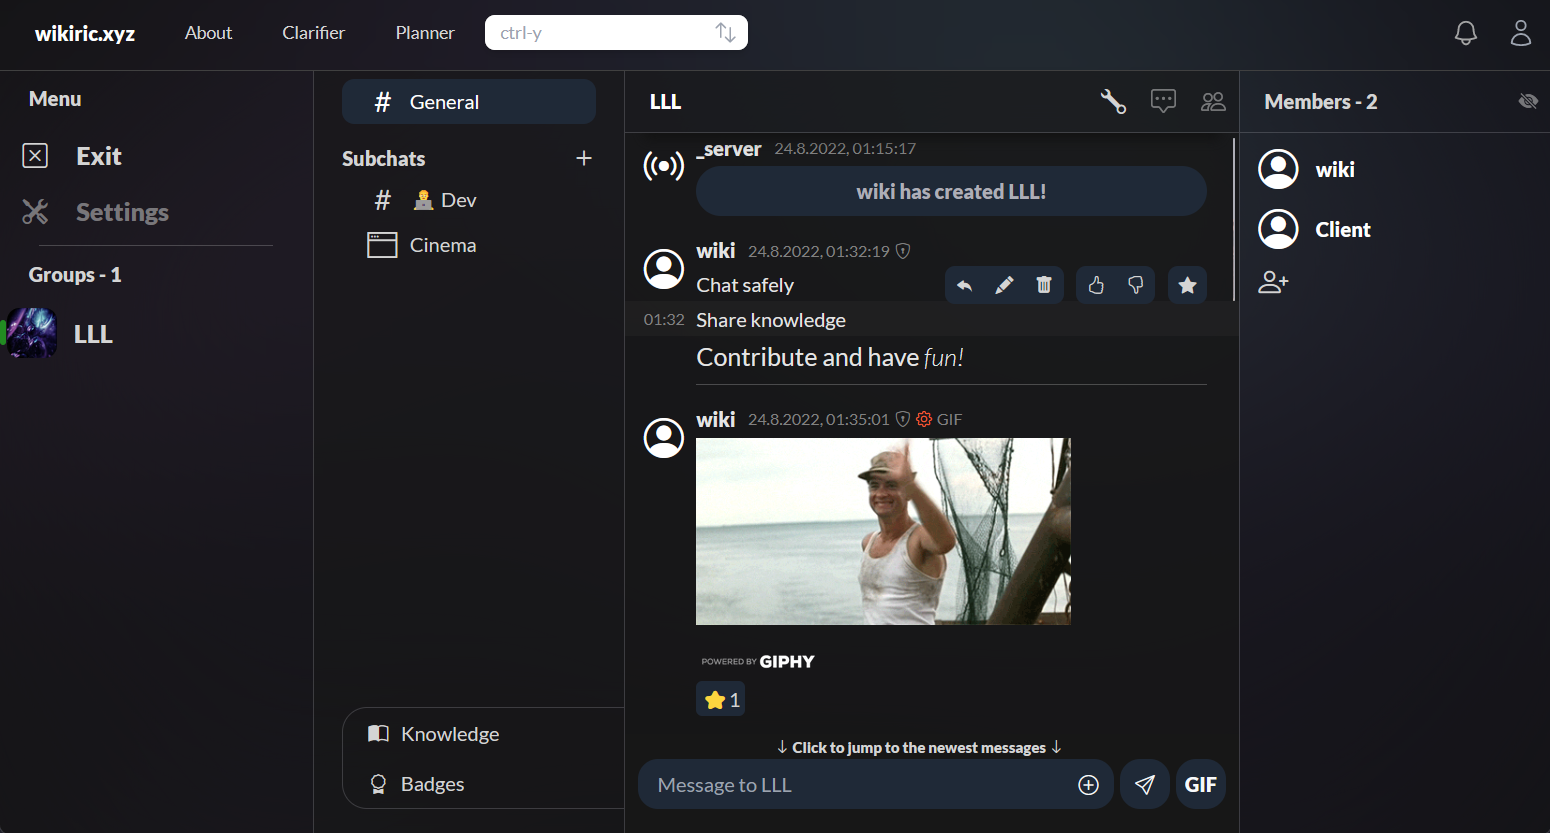 wikiric.xyz About Clarifier Planner ctrl-y
Menu
Exit
Settings
Groups - 1
LLL
# General
Subchats +
# Dev
Cinema
Knowledge
Badges
LLL
_server 24.8.2022, 01:15:17
wiki has created LLL!
wiki 24.8.2022, 01:32:19
Chat safely
01:32 Share knowledge
Contribute and have fun!
wiki 24.8.2022, 01:35:01 GIF
POWERED BY GIPHY
1
↓ Click to jump to the newest messages ↓
Message to LLL GIF
Members - 2
wiki
Client